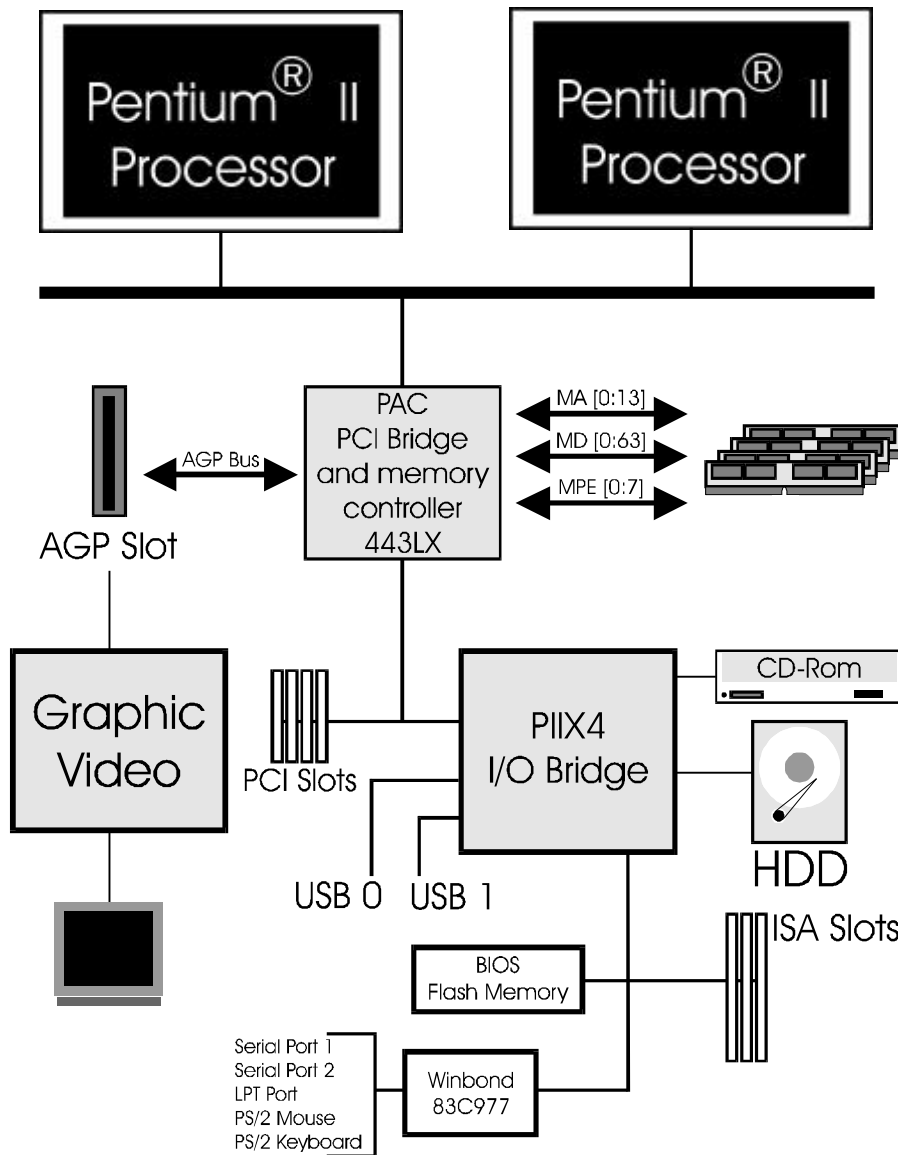 Pentium® II
Processor
Pentium® II
Processor
PAC
PCI Bridge
and memory
controller
443LX
MA [0:13]
MD [0:63]
MPE [0:7]
AGP Bus
AGP Slot
Graphic
Video
PCI Slots
PIIX4
I/O Bridge
CD-Rom
HDD
USB 0
USB 1
ISA Slots
BIOS
Flash Memory
Serial Port 1
Serial Port 2
LPT Port
PS/2 Mouse
PS/2 Keyboard
Winbond
83C977